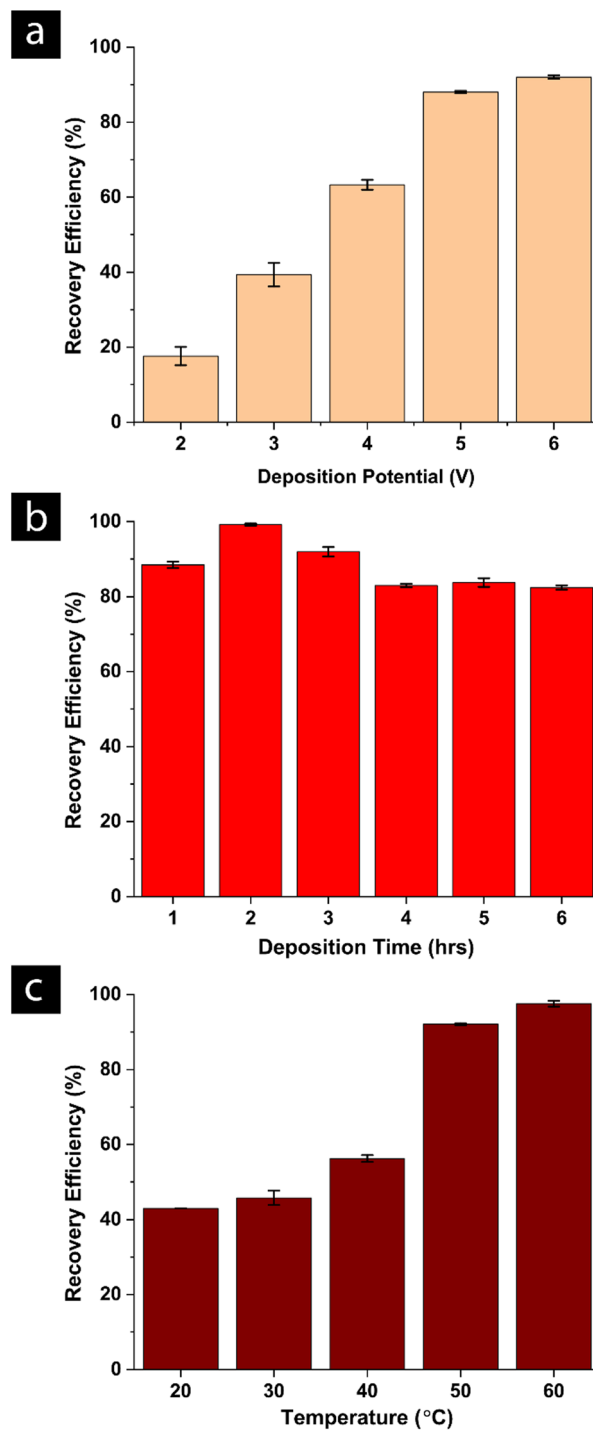 a
Recovery Efficiency (%)
100
80
60
40
20
0
2 3 4 5 6
Deposition Potential (V)
b
Recovery Efficiency (%)
100
80
60
40
20
0
1 2 3 4 5 6
Deposition Time (hrs)
c
Recovery Efficiency (%)
100
80
60
40
20
0
20 30 40 50 60
Temperature (°C)